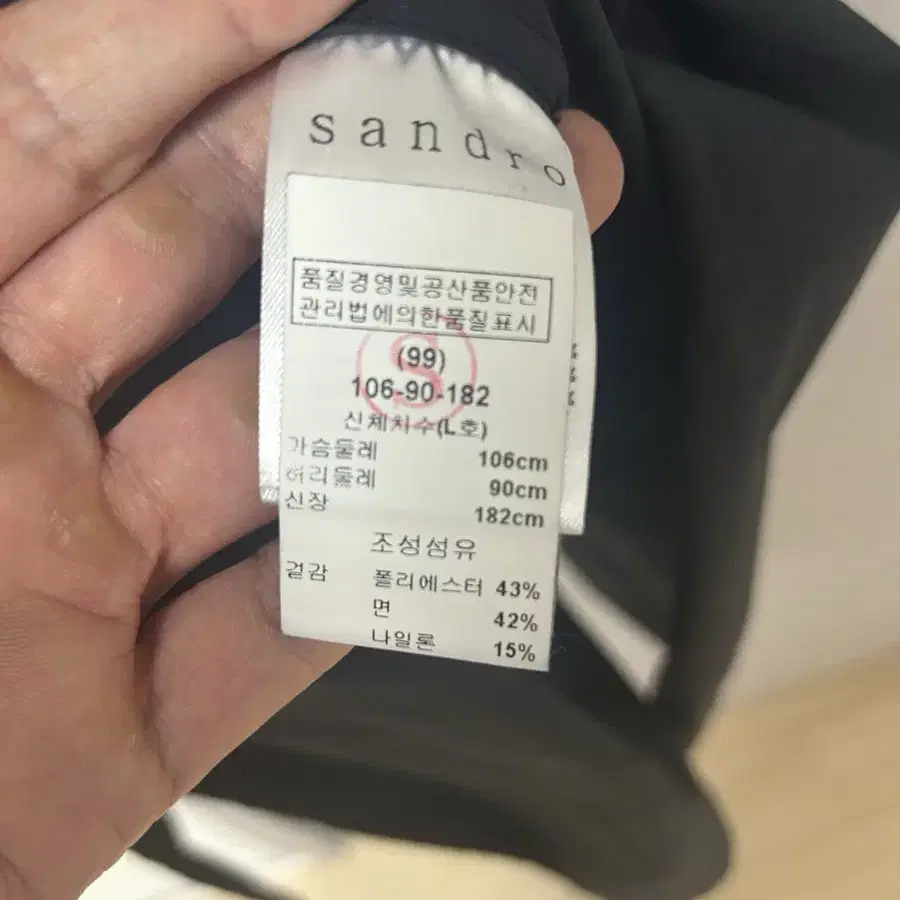 sandro
품질경영및공산품안전
관리법에의한품질표시
S
(99)
106-90-182
신체치수(L호)
가슴둘레 106cm
허리둘레 90cm
신장 182cm
조성섬유
겉감 폴리에스터 43%
면 42%
나일론 15%